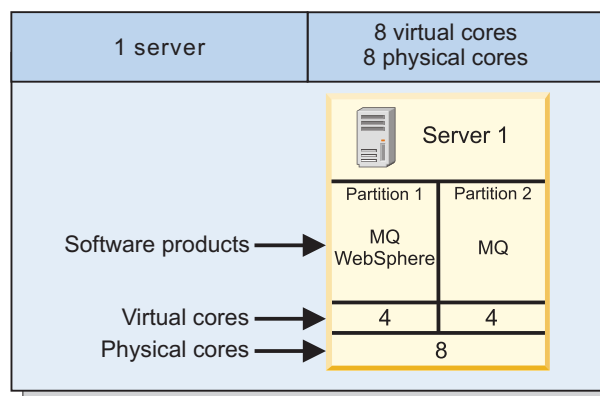 1 server
8 virtual cores
8 physical cores
Server 1
Partition 1
Partition 2
Software products
MQ
WebSphere
MQ
Virtual cores
4
4
Physical cores
8